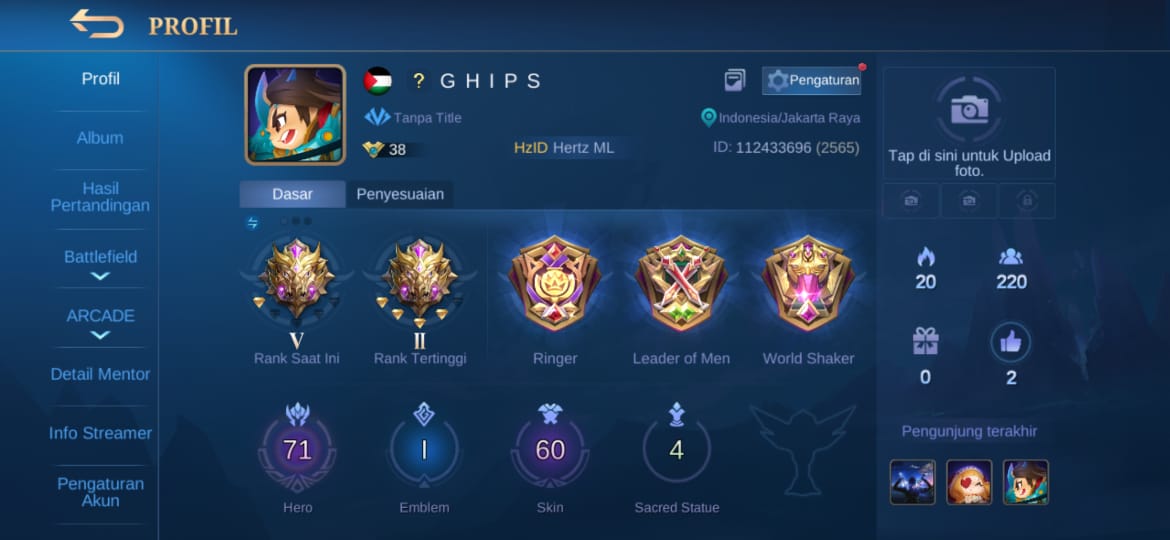 PROFIL
Profil
Album
Hasil
Pertandingan
Battlefield
ARCADE
Detail Mentor
Info Streamer
Pengaturan
Akun
? G H I P S
Pengaturan
Tanpa Title
Indonesia/Jakarta Raya
38
HzID Hertz ML
ID: 112433696 (2565)
Dasar
Penyesuaian
V
II
Rank Saat Ini
Rank Tertinggi
Ringer
Leader of Men
World Shaker
71
I
60
4
Hero
Emblem
Skin
Sacred Statue
Tap di sini untuk Upload
foto.
20
220
0
2
Pengunjung terakhir